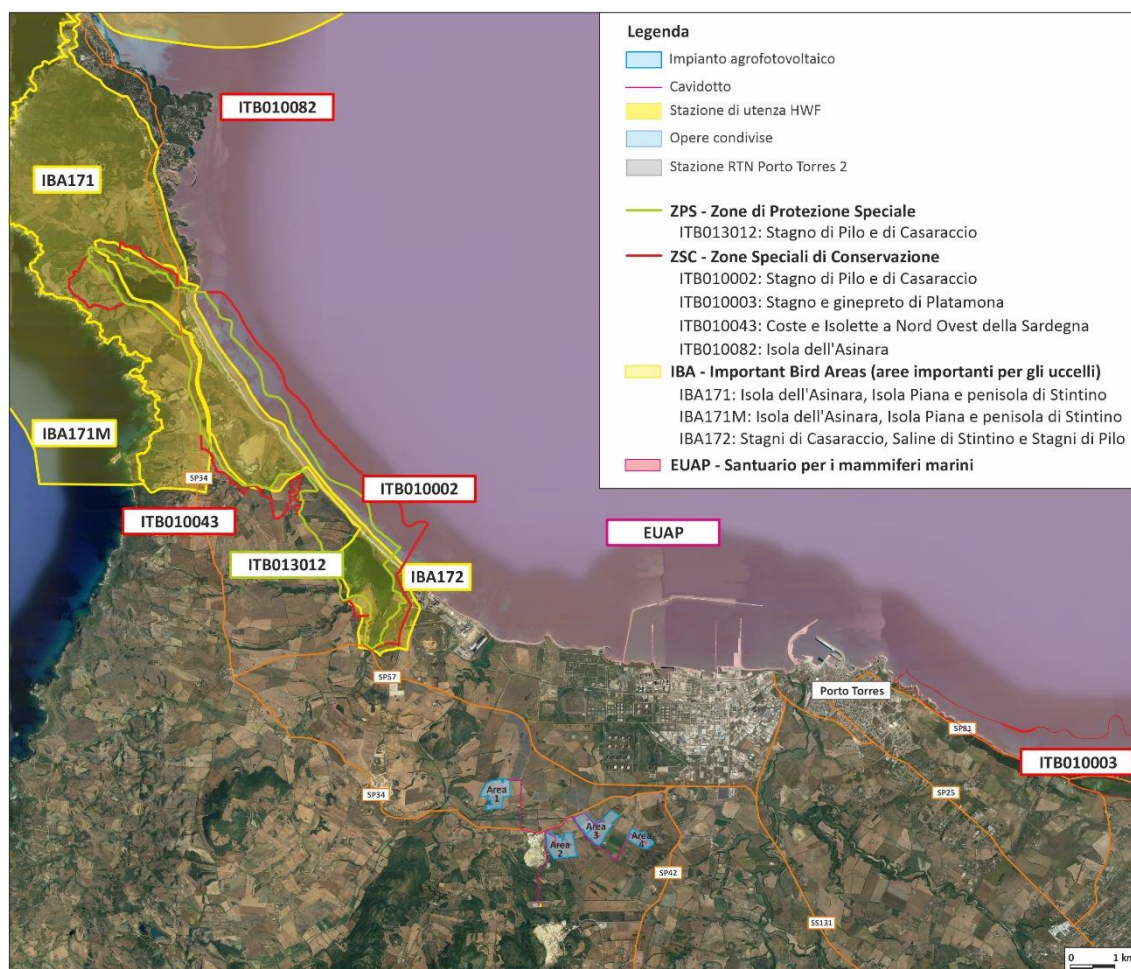 Legenda
Impianto agrofotovoltaico
Cavidotto
Stazione di utenza HWF
Opere condivise
Stazione RTN Porto Torres 2
ZPS - Zone di Protezione Speciale
ITB013012: Stagno di Pilo e di Casaraccio
ZSC - Zone Speciali di Conservazione
ITB010002: Stagno di Pilo e di Casaraccio
ITB010003: Stagno e ginepreto di Platamona
ITB010043: Coste e Isolette a Nord Ovest della Sardegna
ITB010082: Isola dell'Asinara
IBA - Important Bird Areas (aree importanti per gli uccelli)
IBA171: Isola dell'Asinara, Isola Piana e penisola di Stintino
IBA171M: Isola dell'Asinara, Isola Piana e penisola di Stintino
IBA172: Stagni di Casaraccio, Saline di Stintino e Stagni di Pilo
EUAP - Santuario per i mammiferi marini
ITB010082
IBA171
IBA171M
SP34
ITB010002
ITB010043
EUAP
ITB013012
IBA172
SP57
Porto Torres
SP81
ITB010003
SP34
Area
1
SP25
Area
2
Area
3
Area
4
SP42
SS131
0 1 km